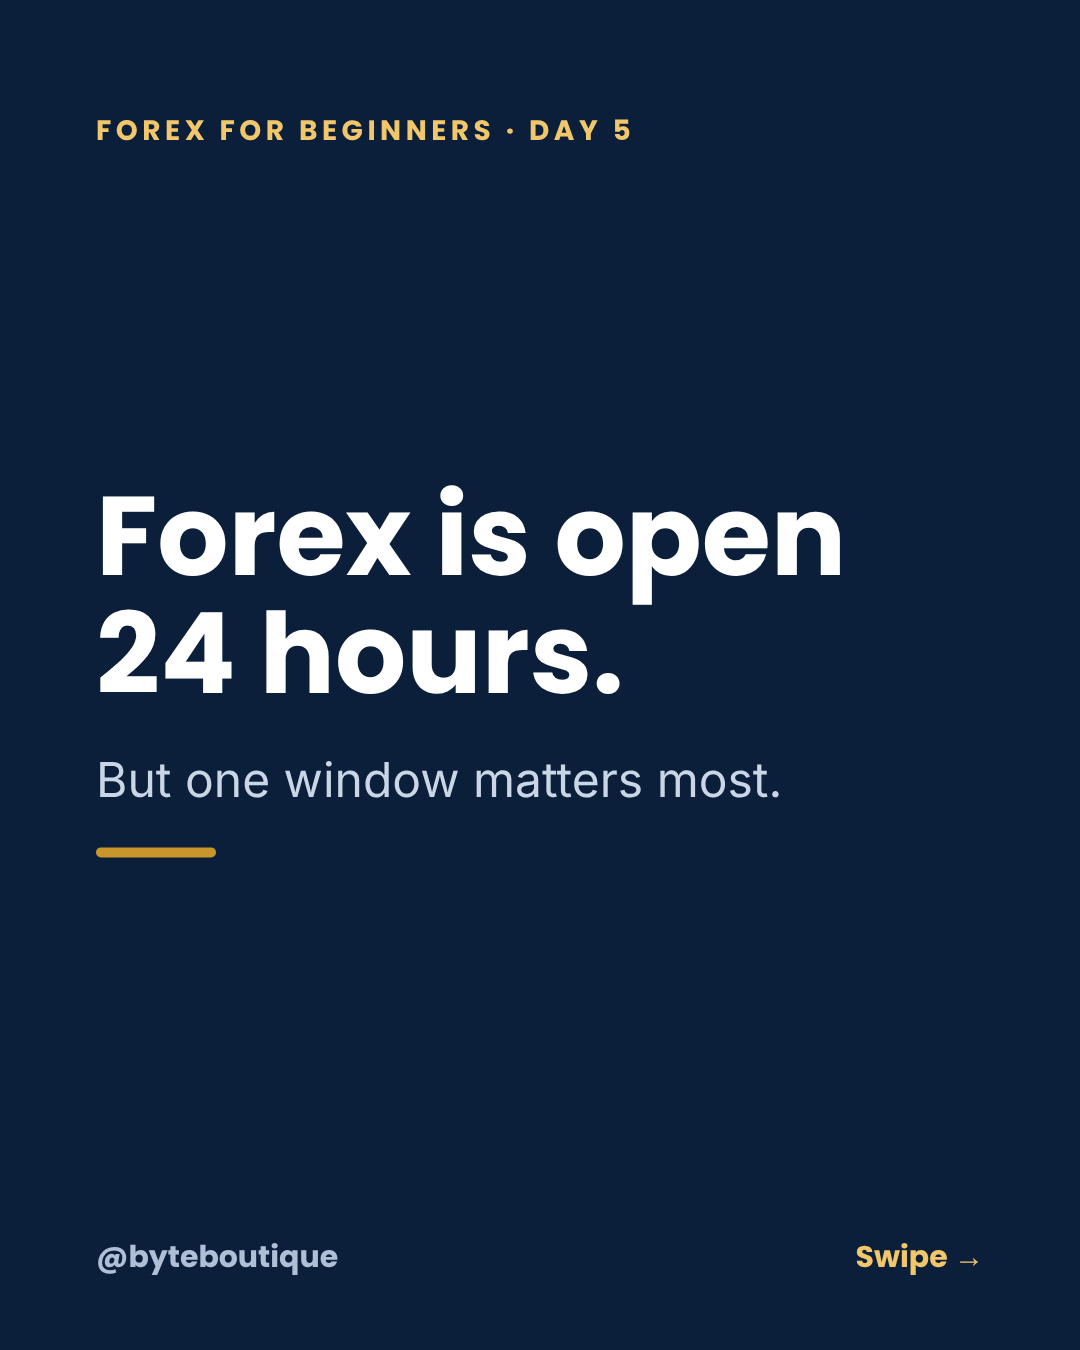 FOREX FOR BEGINNERS · DAY 5
Forex is open
24 hours.
But one window matters most.
@byteboutique
Swipe →